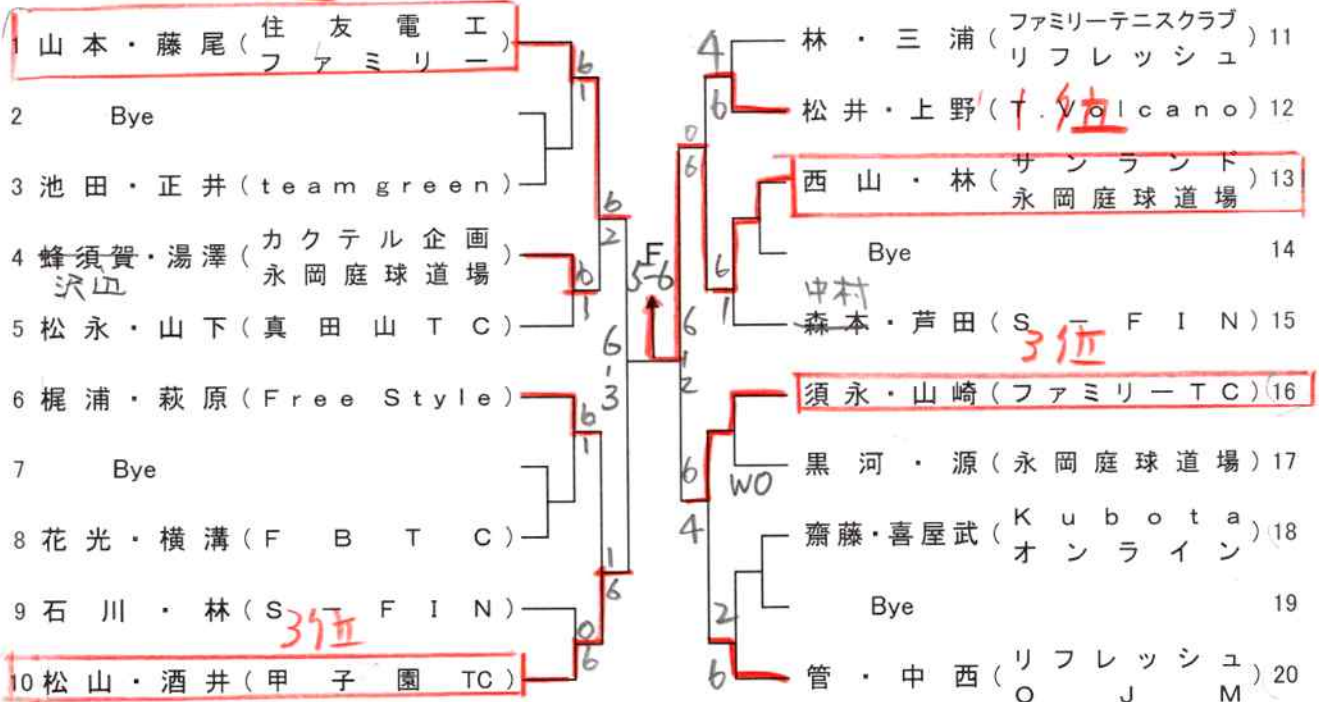 1 山本・藤尾(住友電工
ファミリー)
2 Bye
3 池田・正井(team green)
4 蜂須賀・湯澤(カクテル企画
永岡庭球道場)
沢辺
5 松永・山下(真田山TC)
6 梶浦・萩原(Free Style)
7 Bye
8 花光・横溝(FBTC)
9 石川・林(S-FIN)
3位
10 松山・酒井(甲子園TC)
6
1
6
2
6
1
6
1
1
6
0
6
6
3
F
5-6
林・三浦(ファミリーテニスクラブ
リフレッシュ)11
松井・上野(T.Volcano)12
1位
西山・林(サンランド
永岡庭球道場)13
Bye 14
中村
森本・芦田(S-FIN)15
3位
須永・山崎(ファミリーTC)16
黒河・源(永岡庭球道場)17
WO
齋藤・喜屋武(Kubota
オンライン)18
Bye 19
管・中西(リフレッシュ
OJM)20
4
6
0
6
6
1
6
2
6
4
2
6